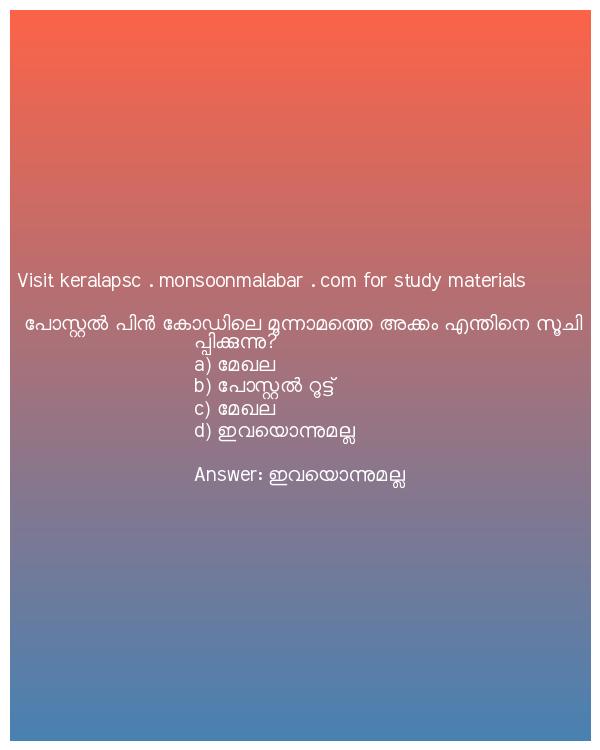 Visit keralapsc . monsoonmalabar . com for study materials
പോസ്റ്റൽ പിൻ കോഡിലെ മൂന്നാമത്തെ അക്കം എന്തിനെ സൂചി
പ്പിക്കുന്നു?
a) മേഖല
b) പോസ്റ്റൽ റൂട്ട്
c) മേഖല
d) ഇവയൊന്നുമല്ല
Answer: ഇവയൊന്നുമല്ല